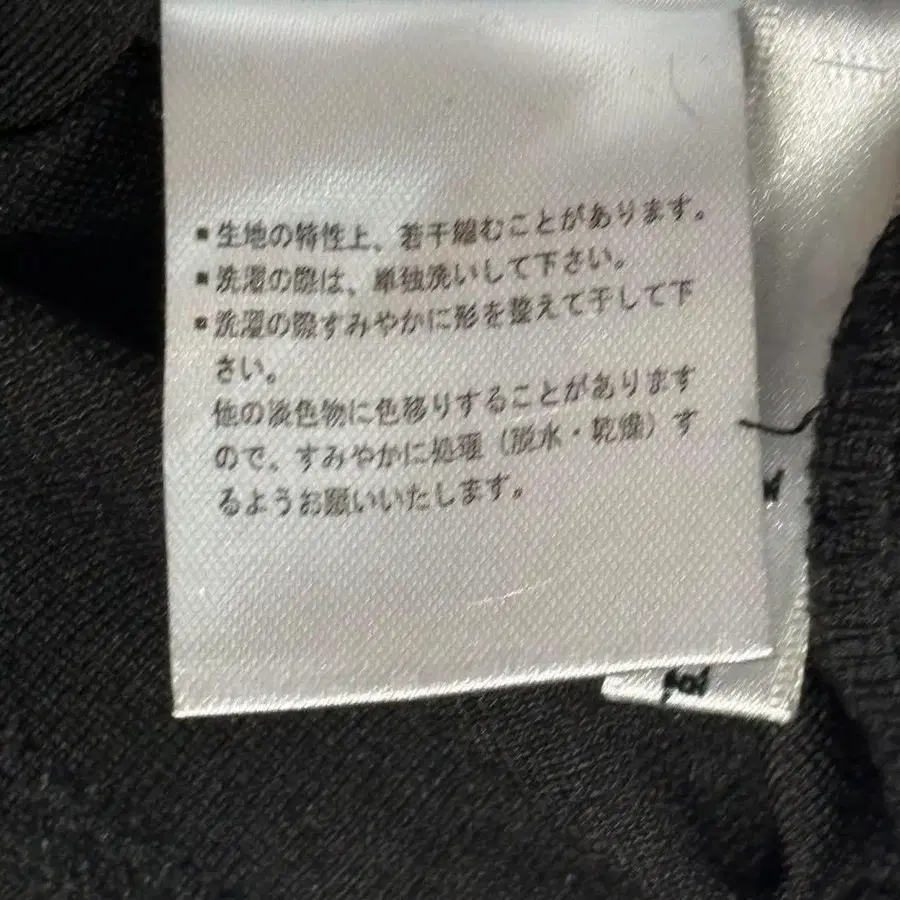 ▪生地の特性上、若干縮むことがあります。
▪洗濯の際は、単独洗いして下さい。
▪洗濯の際すみやかに形を整えて干して下
さい。
他の淡色物に色移りすることがあります
ので、すみやかに処理（脱水・乾燥）す
るようお願いいたします。